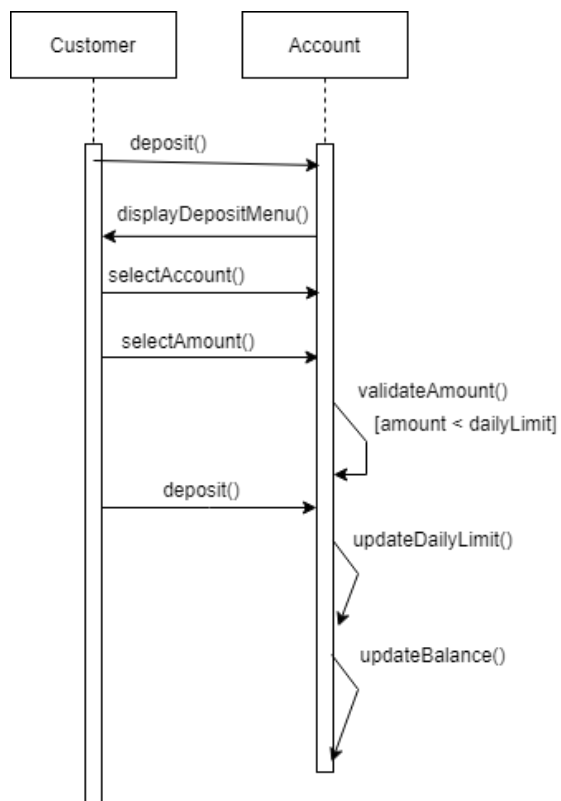 Customer
Account
deposit()
displayDepositMenu()
selectAccount()
selectAmount()
validateAmount()
[amount < dailyLimit]
deposit()
updateDailyLimit()
updateBalance()